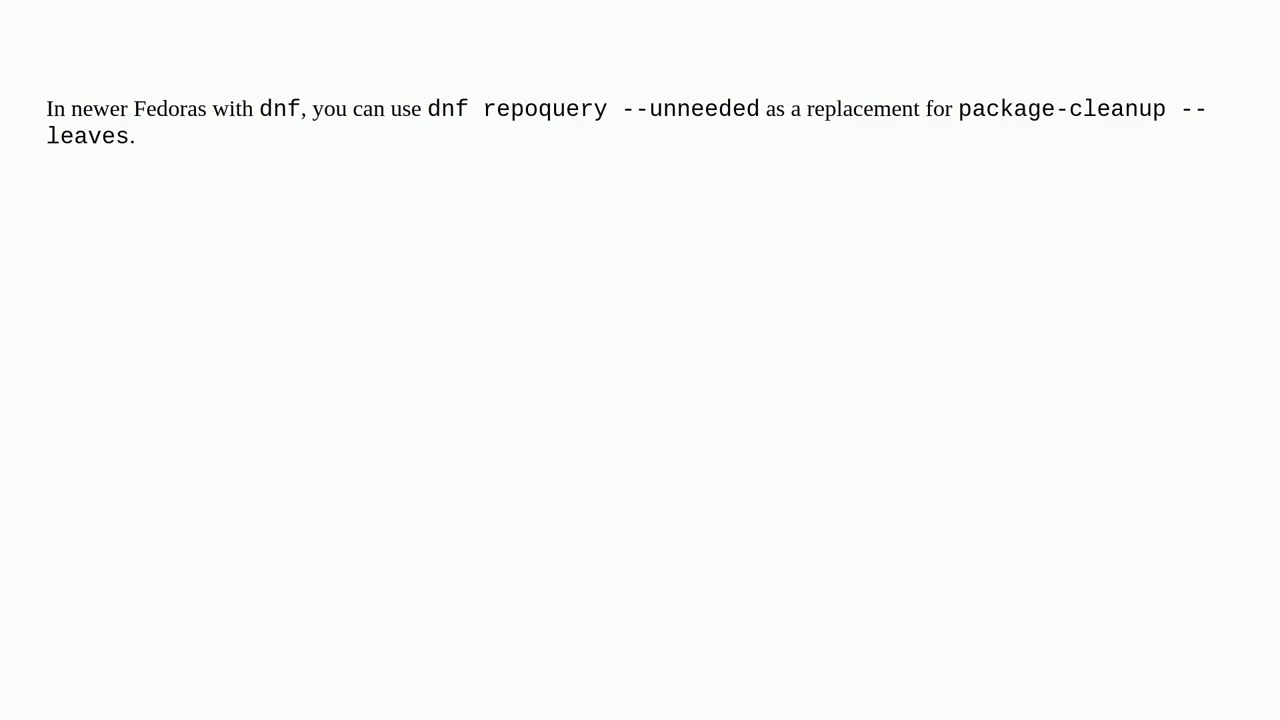 In newer Fedoras with dnf, you can use dnf repoquery --unneeded as a replacement for package-cleanup --
leaves.